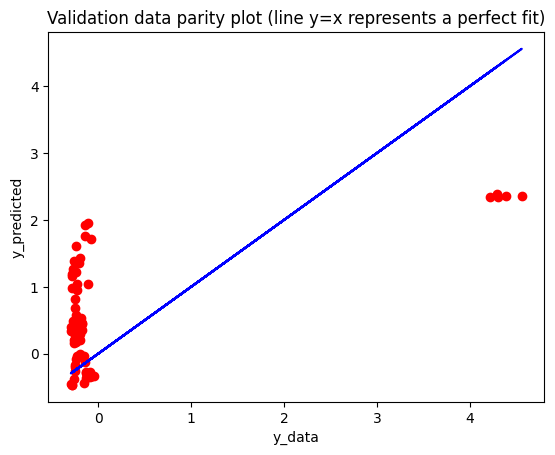 Validation data parity plot (line y=x represents a perfect fit)
4
3
2
1
0
y_predicted
0 1 2 3 4
y_data